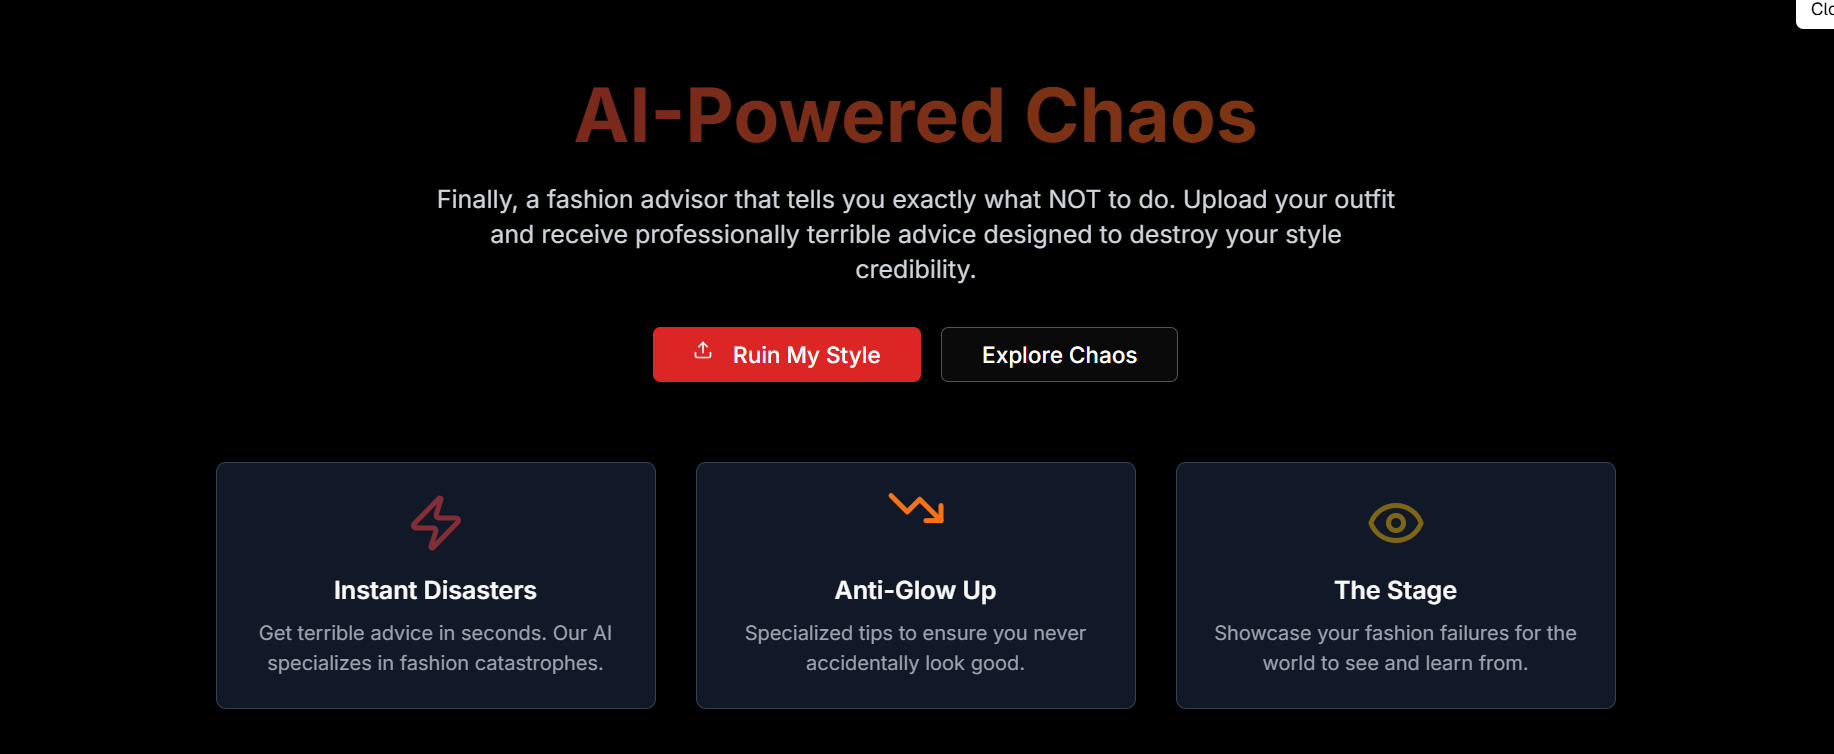 AI-Powered Chaos
Finally, a fashion advisor that tells you exactly what NOT to do. Upload your outfit
and receive professionally terrible advice designed to destroy your style
credibility.
Ruin My Style
Explore Chaos
Instant Disasters
Get terrible advice in seconds. Our AI
specializes in fashion catastrophes.
Anti-Glow Up
Specialized tips to ensure you never
accidentally look good.
The Stage
Showcase your fashion failures for the
world to see and learn from.